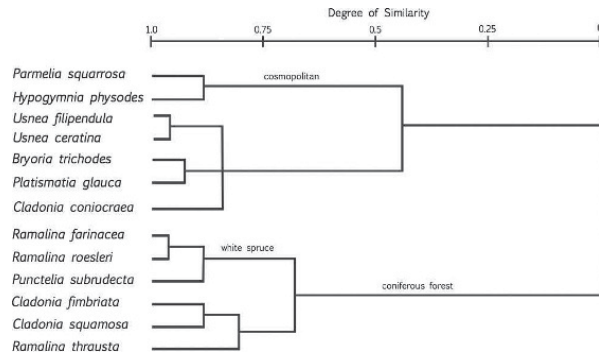 Degree of Similarity
1.0 0.75 0.5 0.25
Parmelia squarrosa
cosmopolitan
Hypogymnia physodes
Usnea filipendula
Usnea ceratina
Bryoria trichodes
Platismatia glauca
Cladonia coniocraea
Ramalina farinacea
white spruce
Ramalina roesleri
Punctelia subrudecta
coniferous forest
Cladonia fimbriata
Cladonia squamosa
Ramalina thrausta